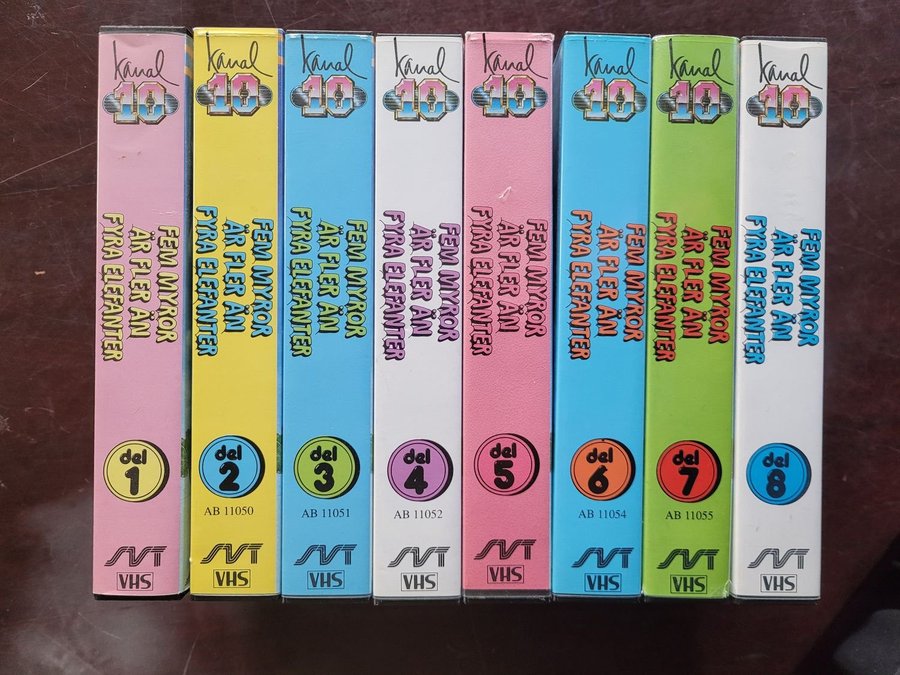 Kanal
10
FEM MYROR
ÄR FLER ÄN
FYRA ELEFANTER
del
1
SVT
VHS
Kanal
10
FEM MYROR
ÄR FLER ÄN
FYRA ELEFANTER
del
2
AB 11050
SVT
VHS
Kanal
10
FEM MYROR
ÄR FLER ÄN
FYRA ELEFANTER
del
3
AB 11051
SVT
VHS
Kanal
10
FEM MYROR
ÄR FLER ÄN
FYRA ELEFANTER
del
4
AB 11052
SVT
VHS
Kanal
10
FEM MYROR
ÄR FLER ÄN
FYRA ELEFANTER
del
5
SVT
VHS
Kanal
10
FEM MYROR
ÄR FLER ÄN
FYRA ELEFANTER
del
6
AB 11054
SVT
VHS
Kanal
10
FEM MYROR
ÄR FLER ÄN
FYRA ELEFANTER
del
7
AB 11055
SVT
VHS
Kanal
10
FEM MYROR
ÄR FLER ÄN
FYRA ELEFANTER
del
8
SVT
VHS